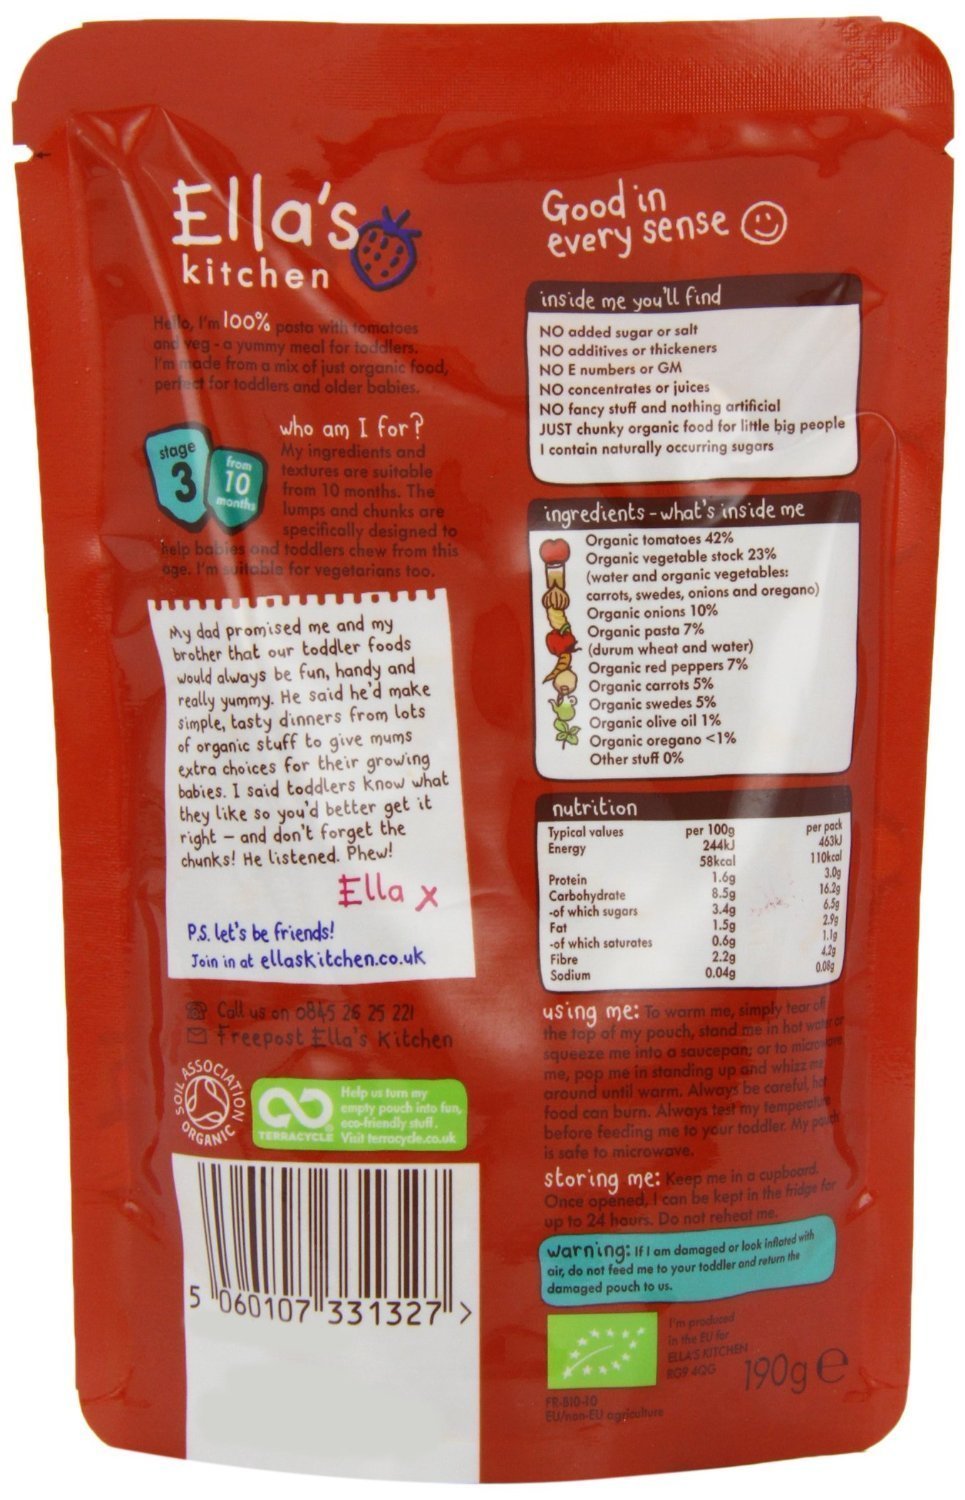 Ella's
kitchen
Hello, I'm 100% pasta with tomatoes
and veg - a yummy meal for toddlers.
I'm made from a mix of just organic food,
perfect for toddlers and older babies.
who am I for?
stage
3
from
10
months
My ingredients and
textures are suitable
from 10 months. The
lumps and chunks are
specifically designed to
help babies and toddlers chew from this
age. I'm suitable for vegetarians too.
My dad promised me and my
brother that our toddler foods
would always be fun, handy and
really yummy. He said he'd make
simple, tasty dinners from lots
of organic stuff to give mums
extra choices for their growing
babies. I said toddlers know what
they like so you'd better get it
right – and don't forget the
chunks! He listened. Phew!
Ella x
P.S. let's be friends!
Join in at ellaskitchen.co.uk
Call us on 0845 26 25 221
Freepost Ella's Kitchen
SOIL ASSOCIATION
ORGANIC
TERRACYCLE®
Help us turn my
empty pouch into fun,
eco-friendly stuff.
Visit terracycle.co.uk
5 060107 331327 >
Good in
every sense
inside me you'll find
NO added sugar or salt
NO additives or thickeners
NO E numbers or GM
NO concentrates or juices
NO fancy stuff and nothing artificial
JUST chunky organic food for little big people
I contain naturally occurring sugars
ingredients - what's inside me
Organic tomatoes 42%
Organic vegetable stock 23%
(water and organic vegetables:
carrots, swedes, onions and oregano)
Organic onions 10%
Organic pasta 7%
(durum wheat and water)
Organic red peppers 7%
Organic carrots 5%
Organic swedes 5%
Organic olive oil 1%
Organic oregano <1%
Other stuff 0%
nutrition
Typical values per 100g per pack
Energy 244kJ 463kJ
58kcal 110kcal
Protein 1.6g 3.0g
Carbohydrate 8.5g 16.2g
-of which sugars 3.4g 6.5g
Fat 1.5g 2.9g
-of which saturates 0.6g 1.1g
Fibre 2.2g 4.2g
Sodium 0.04g 0.08g
using me: To warm me, simply tear off
the top of my pouch, stand me in hot water or
squeeze me into a saucepan; or to microwave
me, pop me in standing up and whizz me
around until warm. Always be careful, hot
food can burn. Always test my temperature
before feeding me to your toddler. My pouch
is safe to microwave.
storing me: Keep me in a cupboard.
Once opened, I can be kept in the fridge for
up to 24 hours. Do not reheat me.
warning: If I am damaged or look inflated with
air, do not feed me to your toddler and return the
damaged pouch to us.
I'm produced
in the EU for
ELLA'S KITCHEN
RG9 4QG
190g e
FR-BIO-10
EU/non-EU agriculture